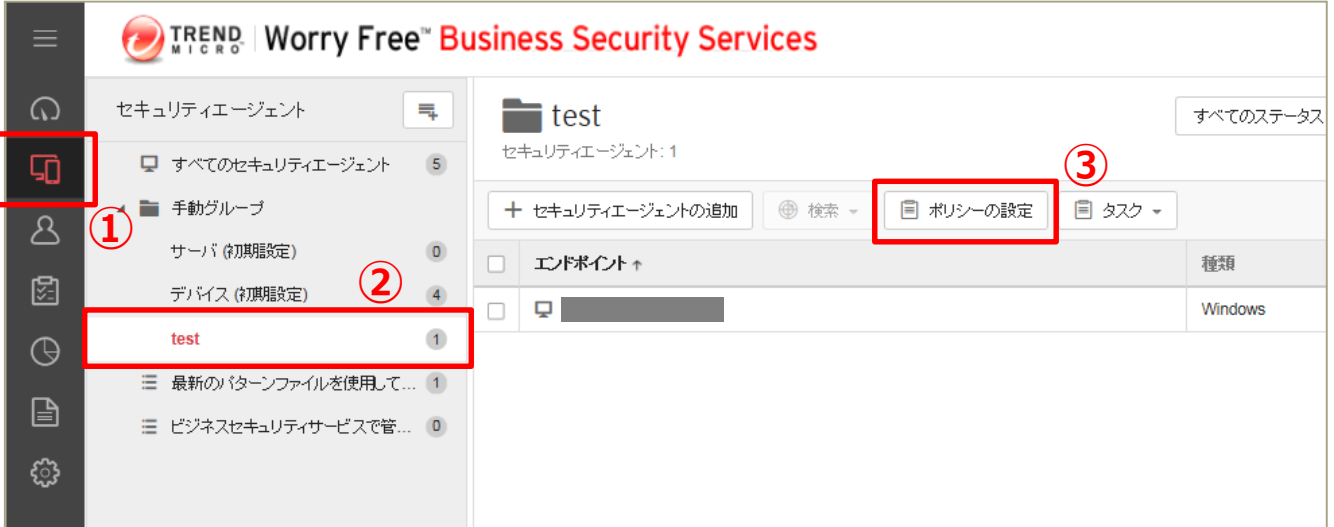 TREND MICRO Worry Free™ Business Security Services
セキュリティエージェント
すべてのセキュリティエージェント 5
手動グループ
①
サーバ (初期設定) 0
デバイス (初期設定) 4
②
test 1
最新のパターンファイルを使用して... 1
ビジネスセキュリティサービスで管... 0
test
すべてのステータス
セキュリティエージェント: 1
③
＋ セキュリティエージェントの追加 検索 ポリシーの設定 タスク
エンドポイント ↑ 種類
Windows